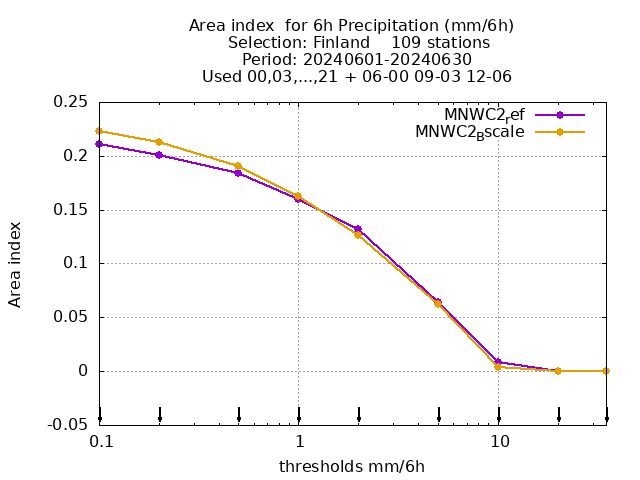 Area index  for 6h Precipitation (mm/6h)
Selection: Finland    109 stations
Period: 20240601-20240630
Used 00,03,...,21 + 06-00 09-03 12-06
MNWC2ref
MNWC2Bscale
0.25
0.2
0.15
0.1
0.05
0
-0.05
Area index
0.1 1 10
thresholds mm/6h